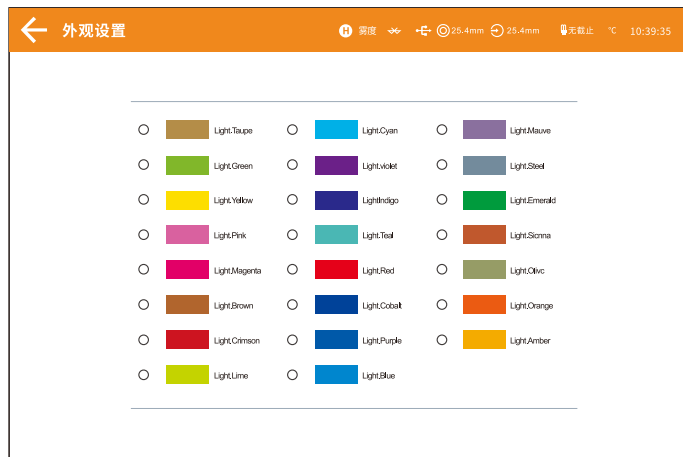 外观设置
H 雾度 25.4mm 25.4mm 无截止 ℃ 10:39:35
Light.Taupe Light.Cyan Light.Mauve
Light.Green Light.violet Light.Steel
Light.Yellow LightIndigo Light.Emerald
Light.Pink Light.Teal Light.Sicnna
Light.Magenta Light.Red Light.Olivc
Light.Brown Light.Cobalt Light.Orange
Light.Crimson Light.Purple Light.Amber
Light.Lime Light.Blue